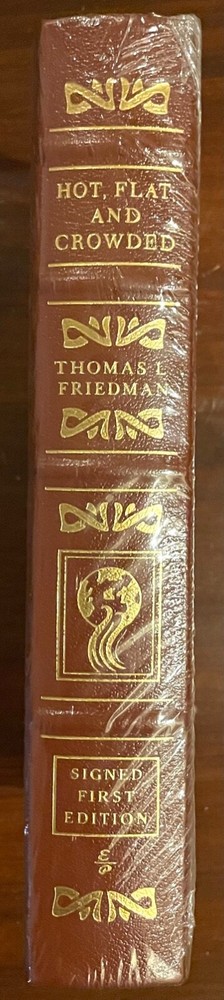 HOT, FLAT
AND
CROWDED
THOMAS L.
FRIEDMAN
SIGNED
FIRST
EDITION